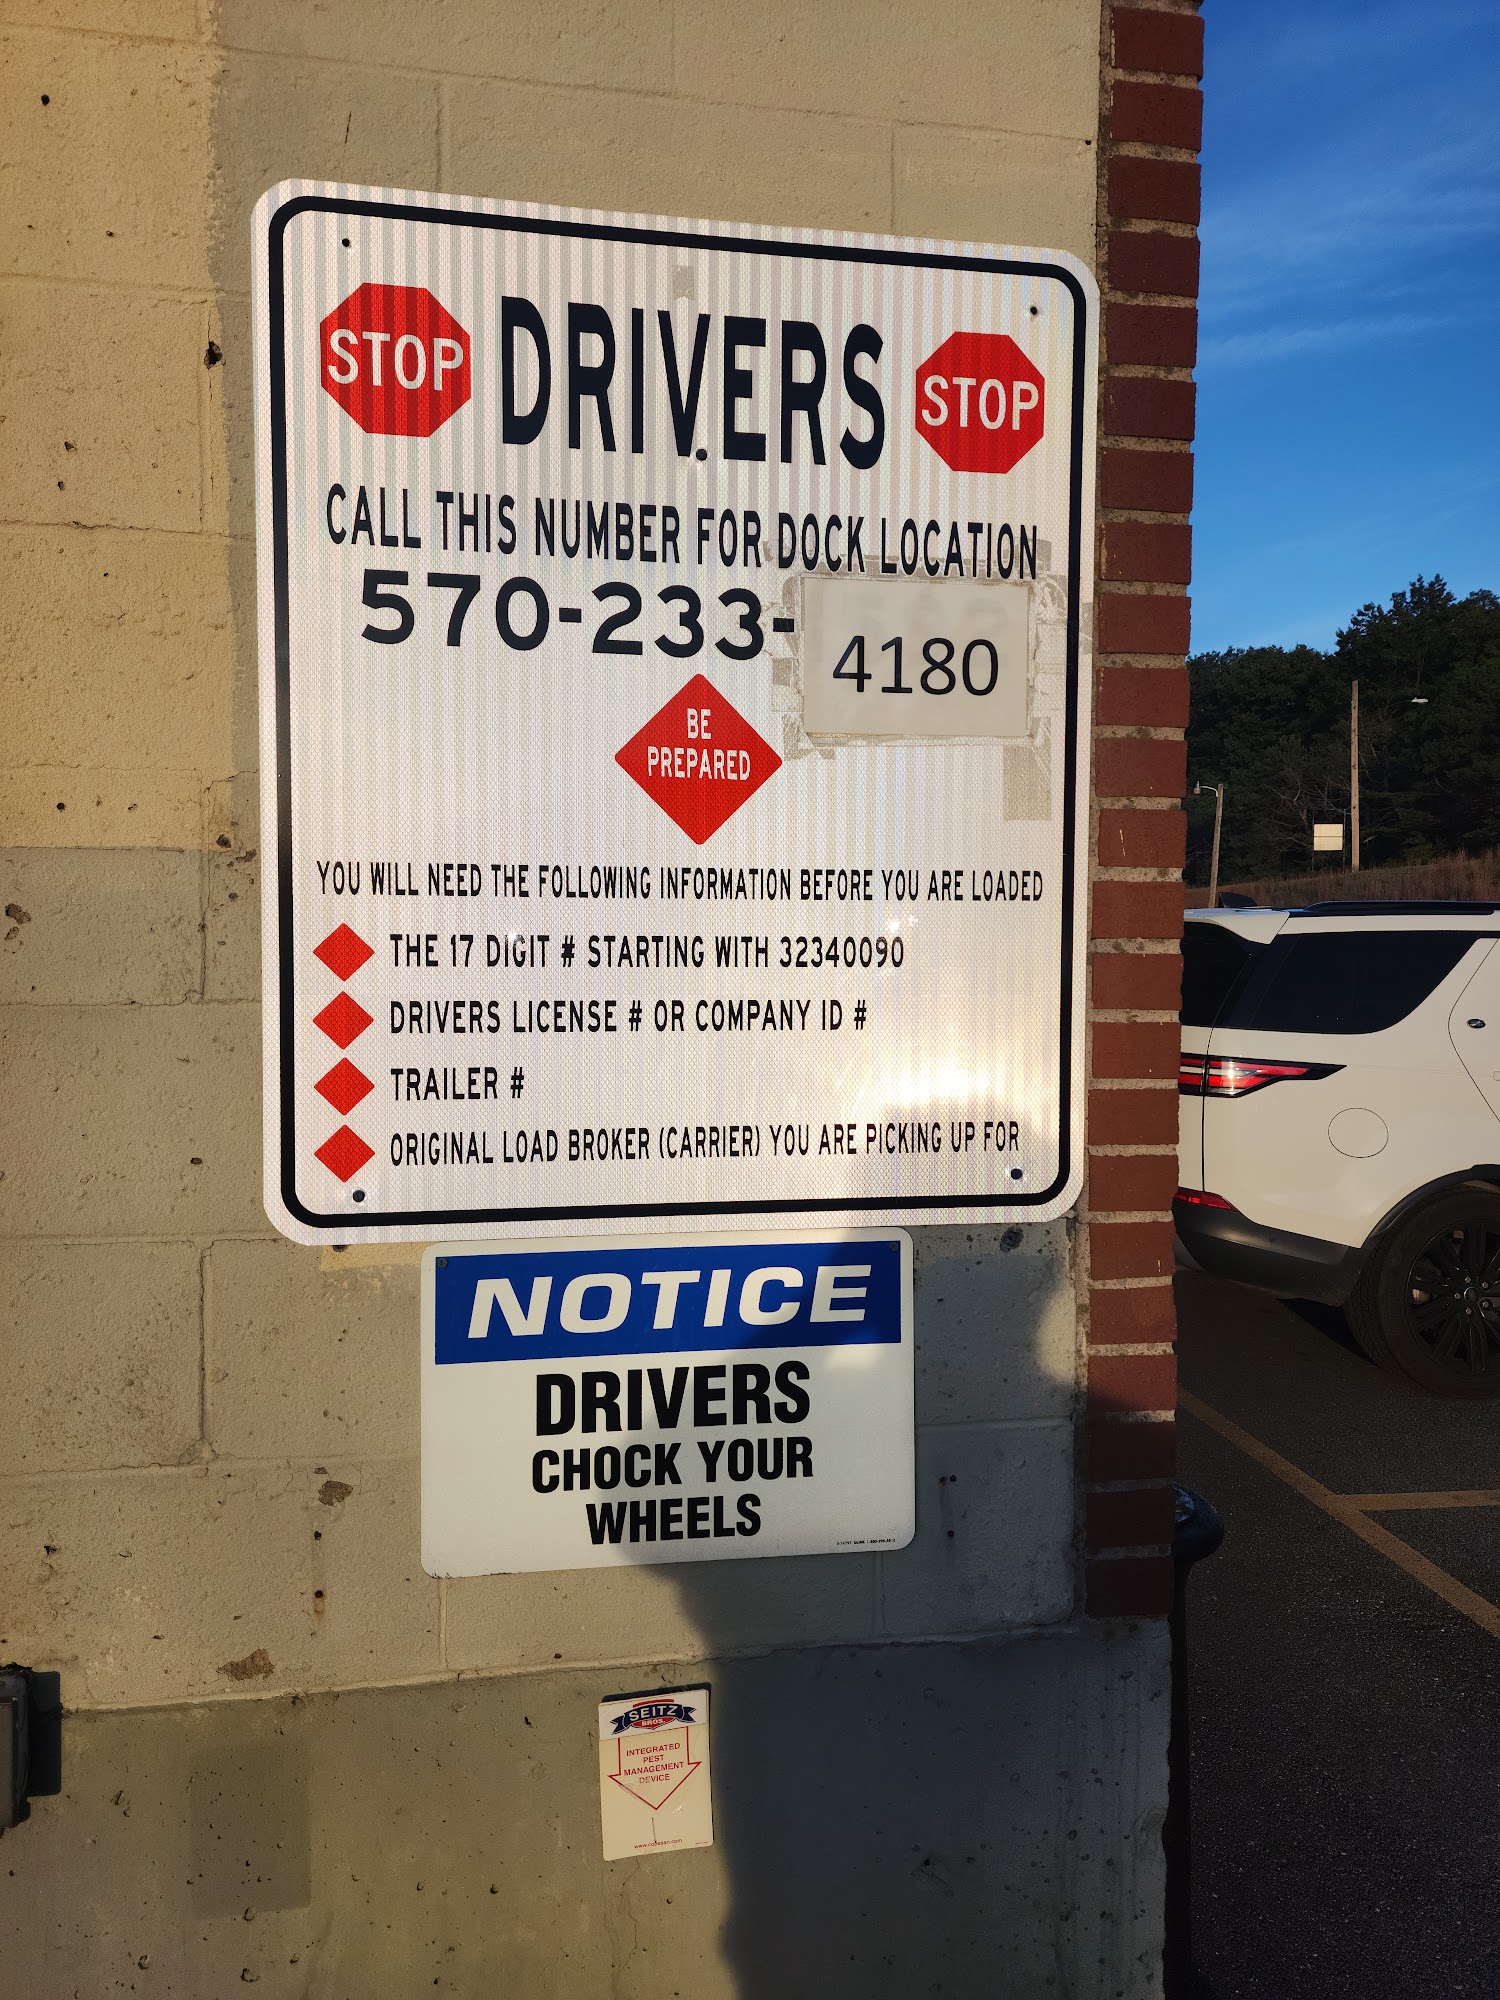 STOP DRIVERS STOP
CALL THIS NUMBER FOR DOCK LOCATION
570-233-4180
BE
PREPARED
YOU WILL NEED THE FOLLOWING INFORMATION BEFORE YOU ARE LOADED
THE 17 DIGIT # STARTING WITH 32340090
DRIVERS LICENSE # OR COMPANY ID #
TRAILER #
ORIGINAL LOAD BROKER (CARRIER) YOU ARE PICKING UP FOR
NOTICE
DRIVERS
CHOCK YOUR
WHEELS
SEITZ
BROS.
INTEGRATED
PEST
MANAGEMENT
DEVICE